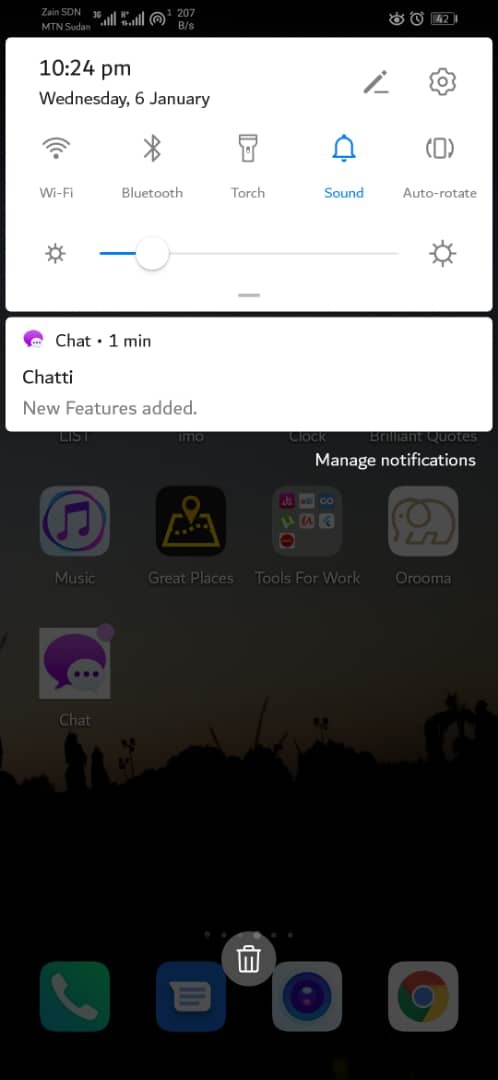 Zain SDN
MTN Sudan
3G
H+
1
207
B/s
42
10:24 pm
Wednesday, 6 January
Wi-Fi
Bluetooth
Torch
Sound
Auto-rotate
Chat • 1 min
Chatti
New Features added.
LIST
imo
Clock
Brilliant Quotes
Manage notifications
Music
Great Places
Tools For Work
Orooma
Chat